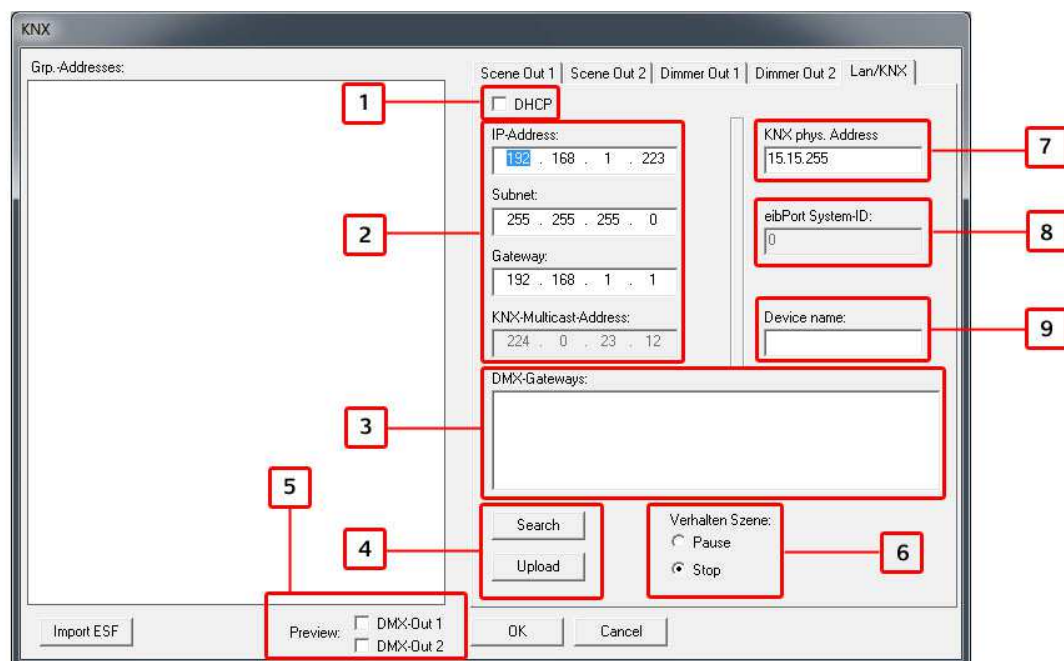 KNX
Grp.-Addresses:
Scene Out 1 Scene Out 2 Dimmer Out 1 Dimmer Out 2 Lan/KNX
1
DHCP
2
IP-Address:
192 . 168 . 1 . 223
Subnet:
255 . 255 . 255 . 0
Gateway:
192 . 168 . 1 . 1
KNX-Multicast-Address:
224 . 0 . 23 . 12
KNX phys. Address
15.15.255
7
eibPort System-ID:
0
8
Device name:
9
DMX-Gateways:
3
4
Search
Upload
Verhalten Szene:
Pause
Stop
6
5
Import ESF
Preview:
DMX-Out 1
DMX-Out 2
OK
Cancel